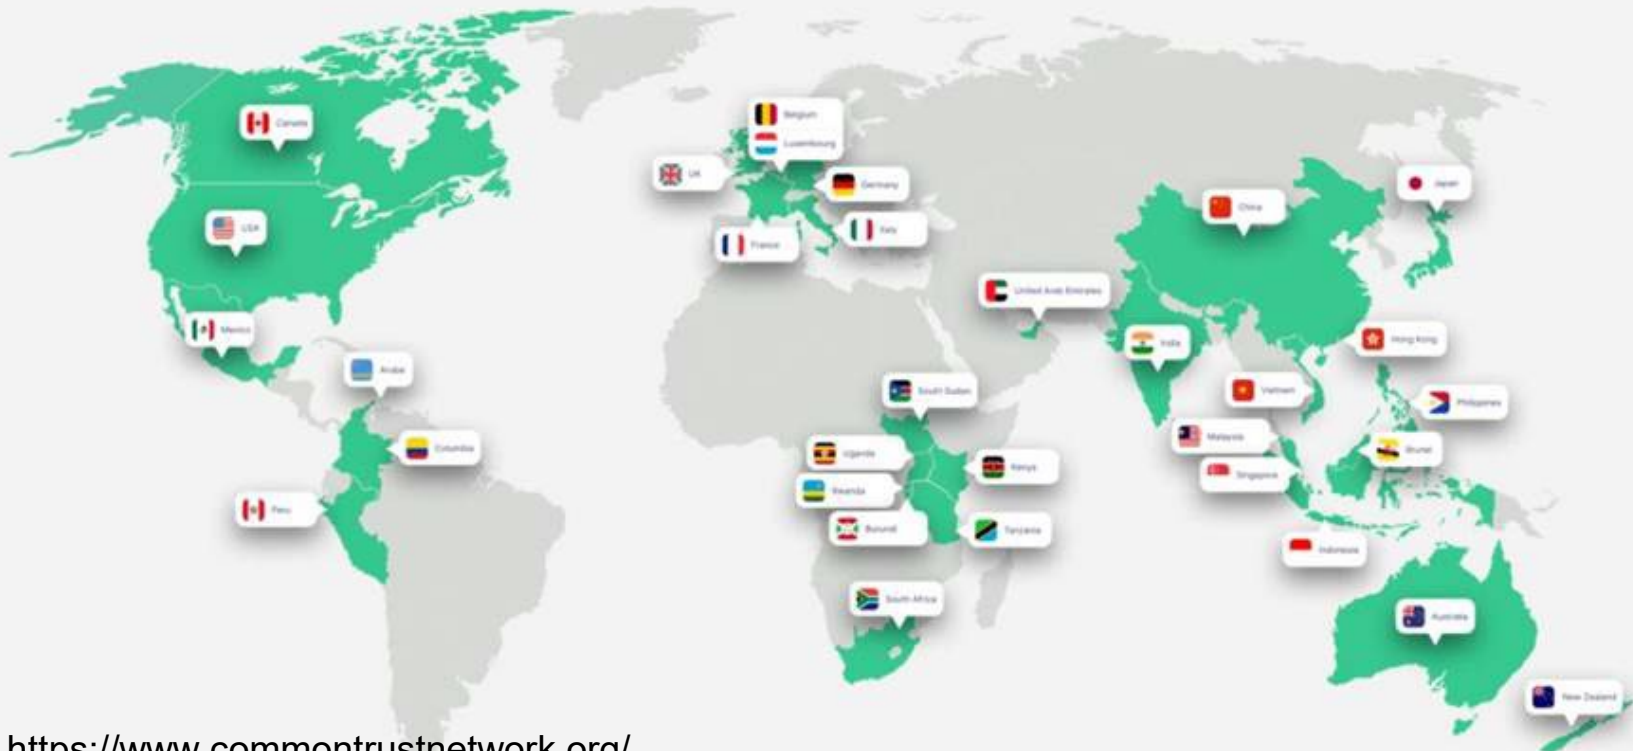 Canada
USA
Mexico
Aruba
Columbia
Peru
Belgium
Luxembourg
UK
Germany
France
Italy
United Arab Emirates
South Sudan
Uganda
Kenya
Rwanda
Burundi
Tanzania
South Africa
China
Japan
India
Hong Kong
Vietnam
Philippines
Malaysia
Brunei
Singapore
Indonesia
Australia
New Zealand
https://www.commontrustnetwork.org/